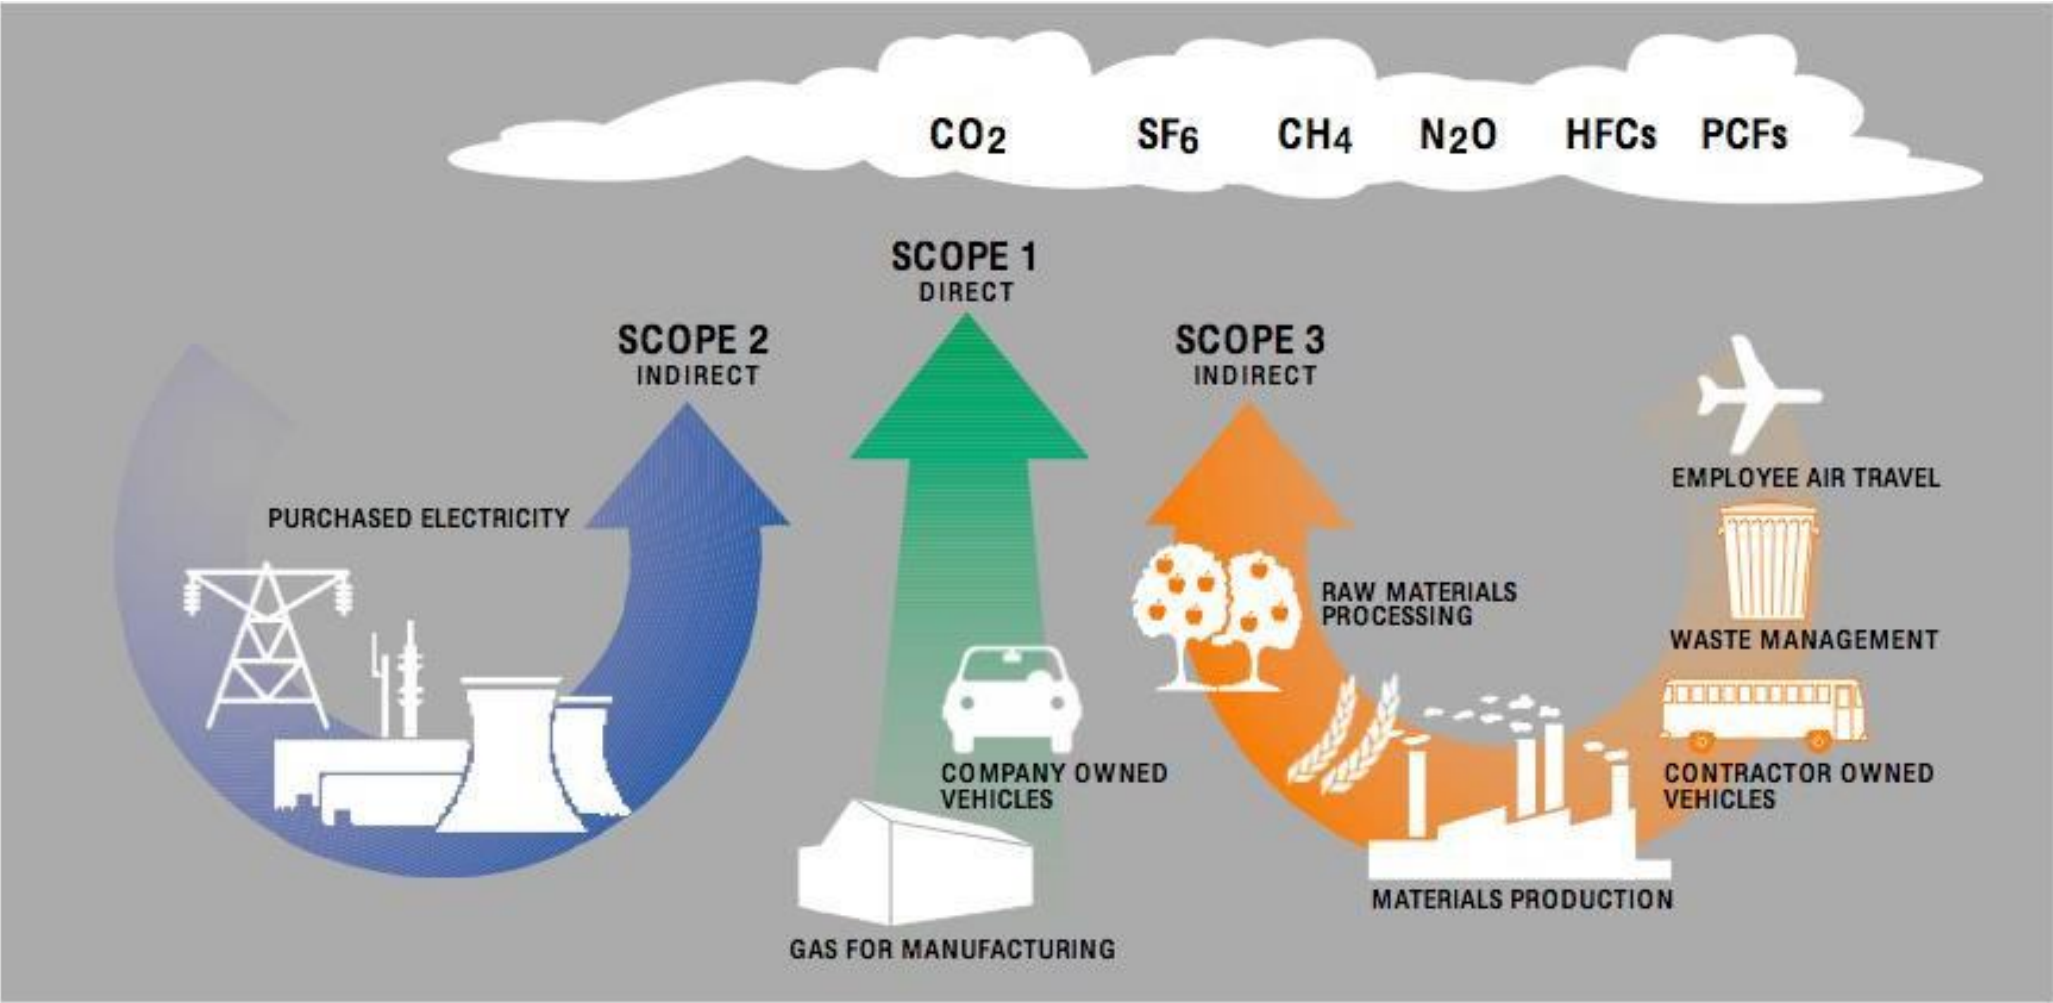 CO2 SF6 CH4 N2O HFCs PCFs
SCOPE 1
DIRECT
SCOPE 2
INDIRECT
SCOPE 3
INDIRECT
PURCHASED ELECTRICITY
COMPANY OWNED
VEHICLES
GAS FOR MANUFACTURING
RAW MATERIALS
PROCESSING
MATERIALS PRODUCTION
EMPLOYEE AIR TRAVEL
WASTE MANAGEMENT
CONTRACTOR OWNED
VEHICLES